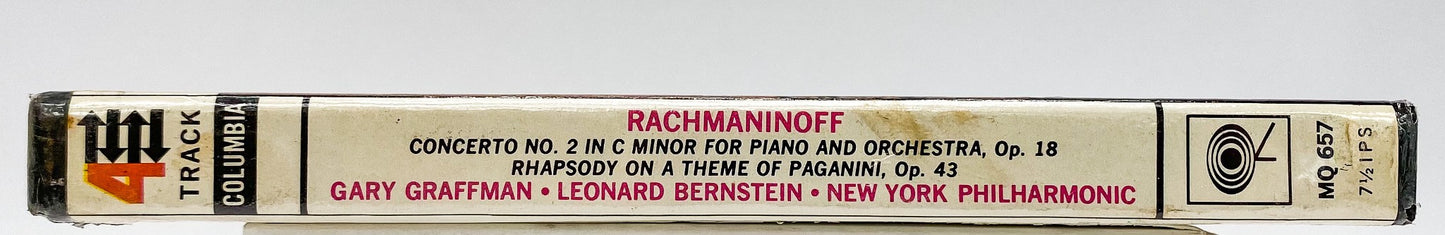 4
TRACK
COLUMBIA
RACHMANINOFF
CONCERTO NO. 2 IN C MINOR FOR PIANO AND ORCHESTRA, Op. 18
RHAPSODY ON A THEME OF PAGANINI, Op. 43
GARY GRAFFMAN • LEONARD BERNSTEIN • NEW YORK PHILHARMONIC
MQ 657
7½ IPS